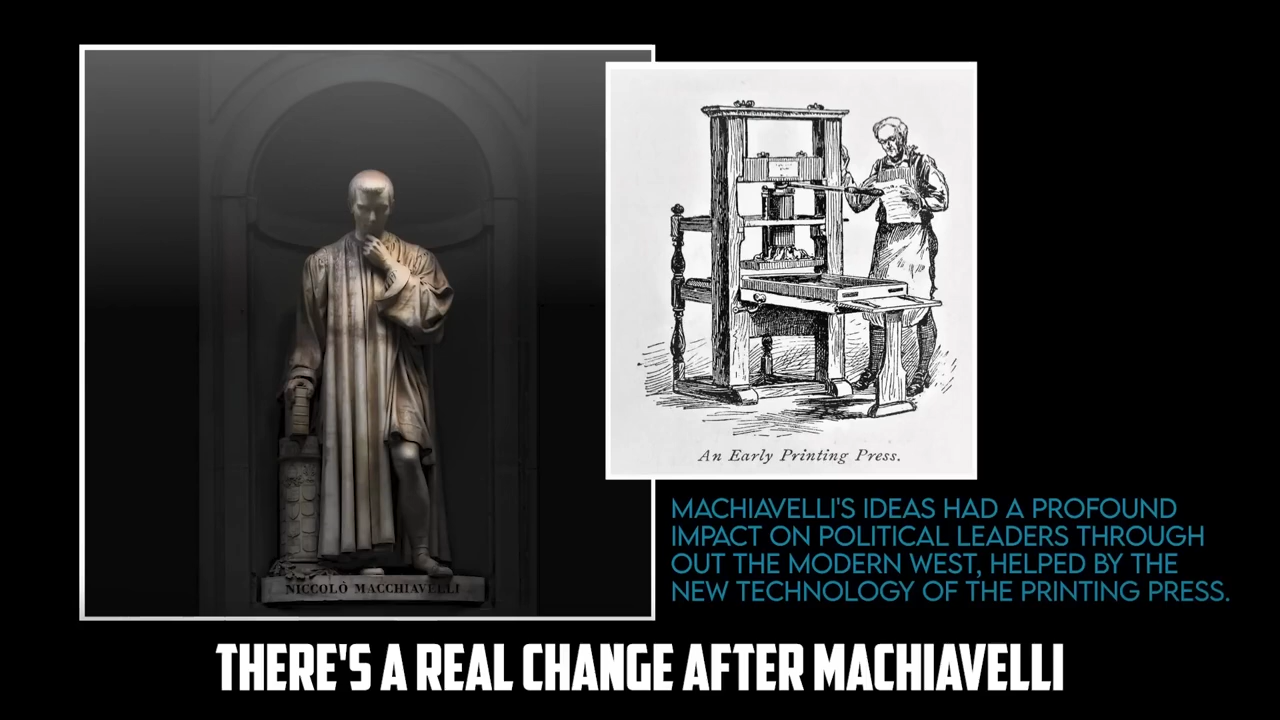 NICCOLÒ MACCHIAVELLI
An Early Printing Press.
MACHIAVELLI'S IDEAS HAD A PROFOUND
IMPACT ON POLITICAL LEADERS THROUGH
OUT THE MODERN WEST, HELPED BY THE
NEW TECHNOLOGY OF THE PRINTING PRESS.
THERE'S A REAL CHANGE AFTER MACHIAVELLI